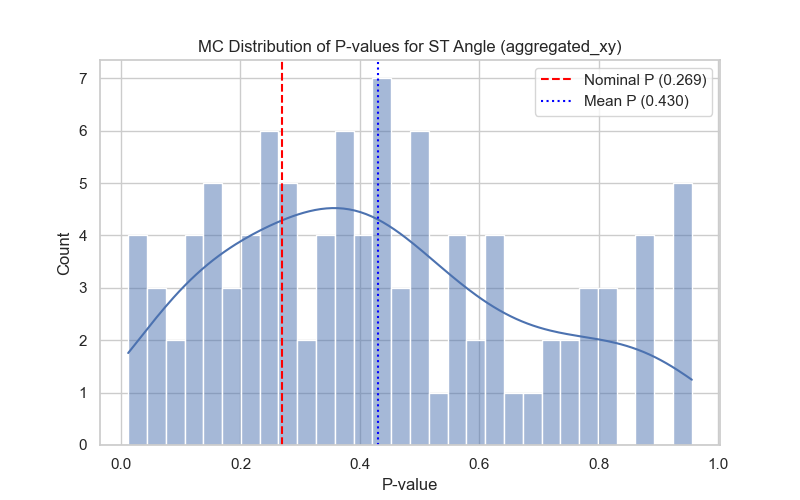 MC Distribution of P-values for ST Angle (aggregated_xy)
Nominal P (0.269)
Mean P (0.430)
7
6
5
4
3
2
1
0
Count
0.0 0.2 0.4 0.6 0.8 1.0
P-value